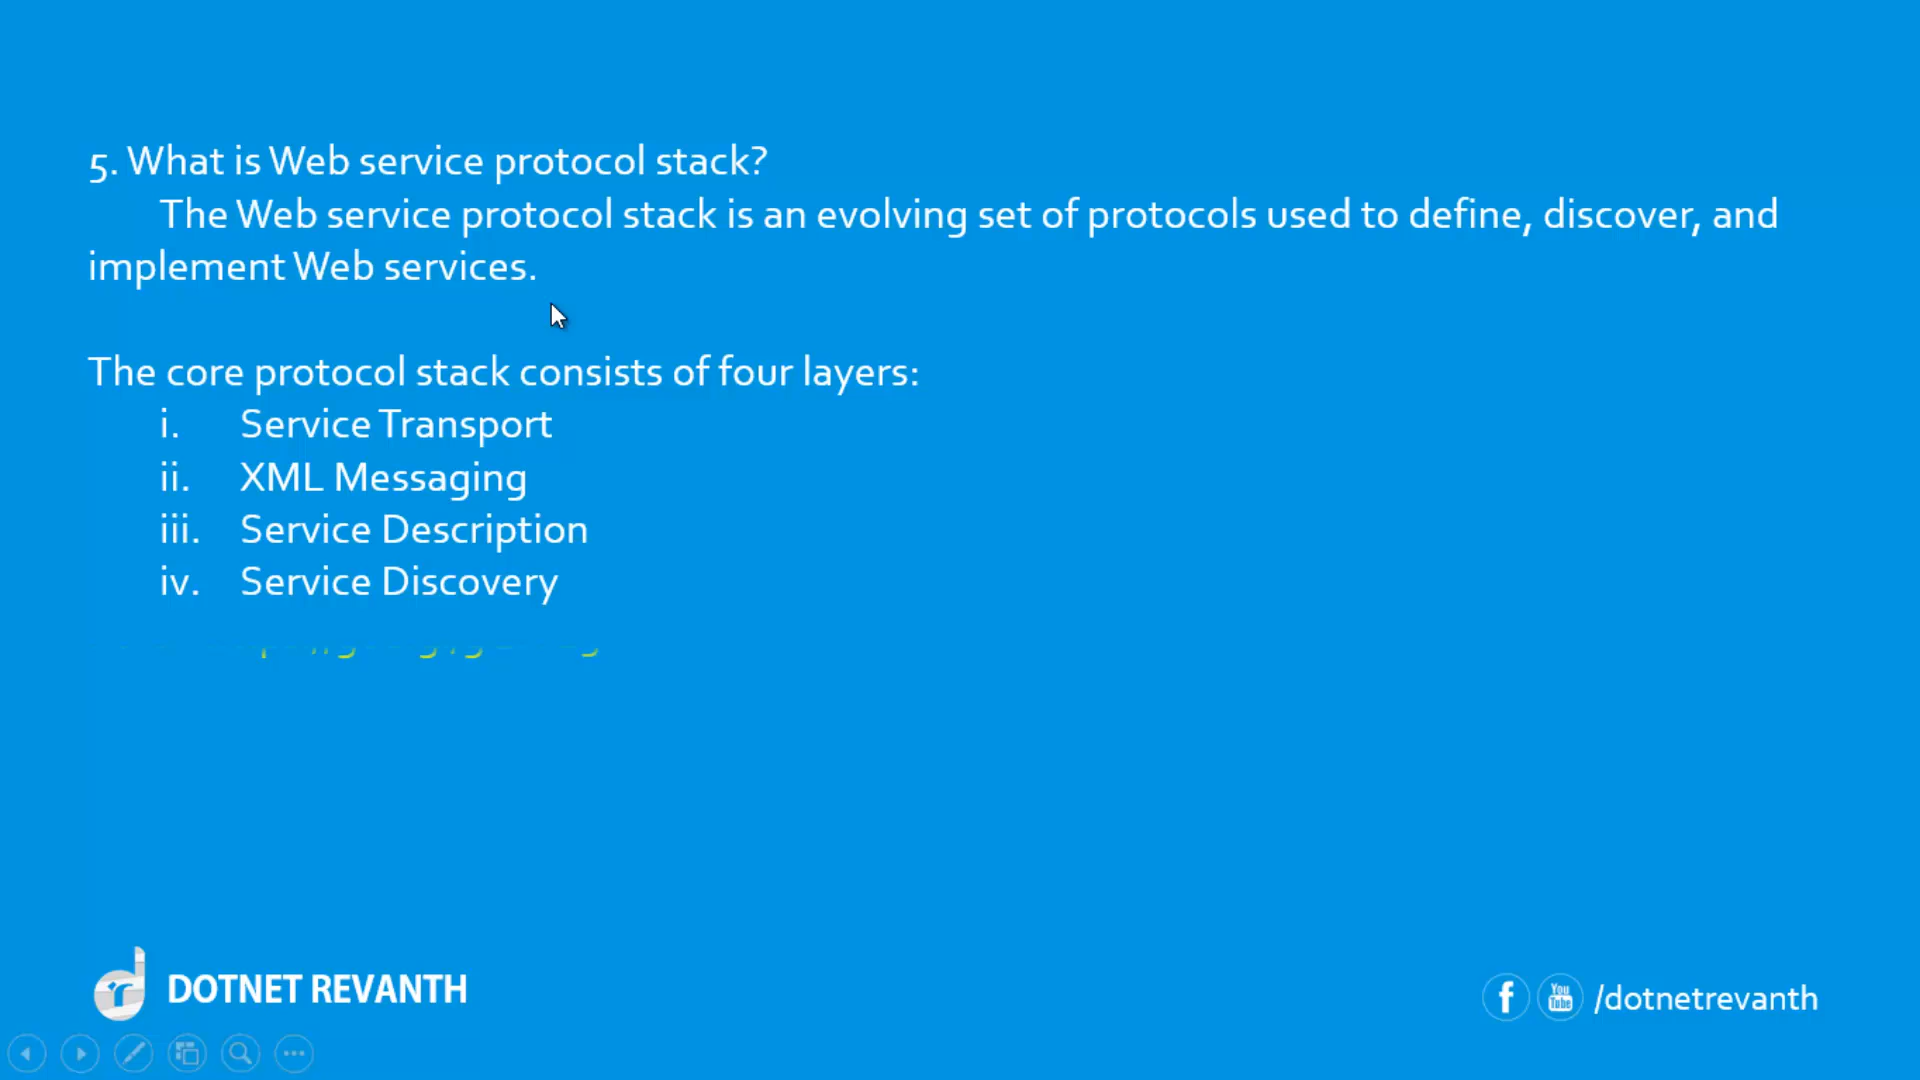 5. What is Web service protocol stack?
The Web service protocol stack is an evolving set of protocols used to define, discover, and
implement Web services.
The core protocol stack consists of four layers:
i. Service Transport
ii. XML Messaging
iii. Service Description
iv. Service Discovery
DOTNET REVANTH
f You Tube /dotnetrevanth